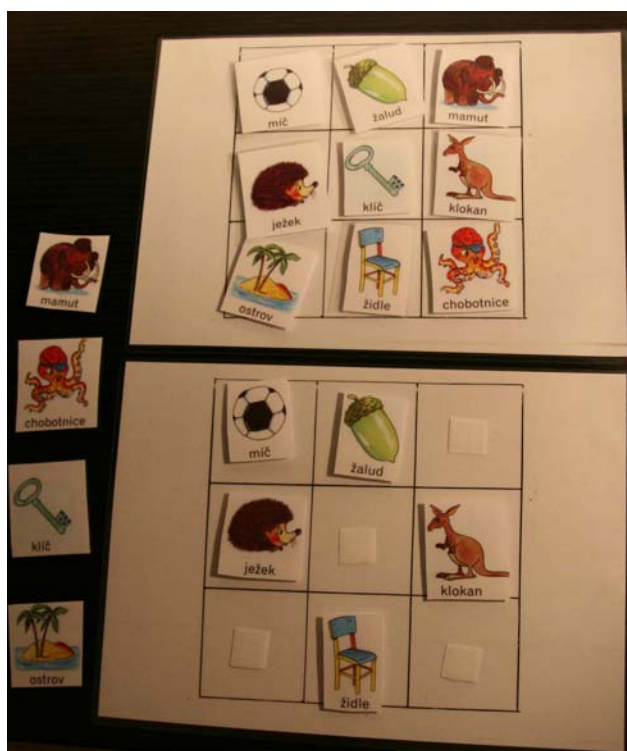 míč
žalud
mamut
ježek
klíč
klokan
ostrov
židle
chobotnice
mamut
chobotnice
klíč
ostrov
míč
žalud
ježek
klokan
židle